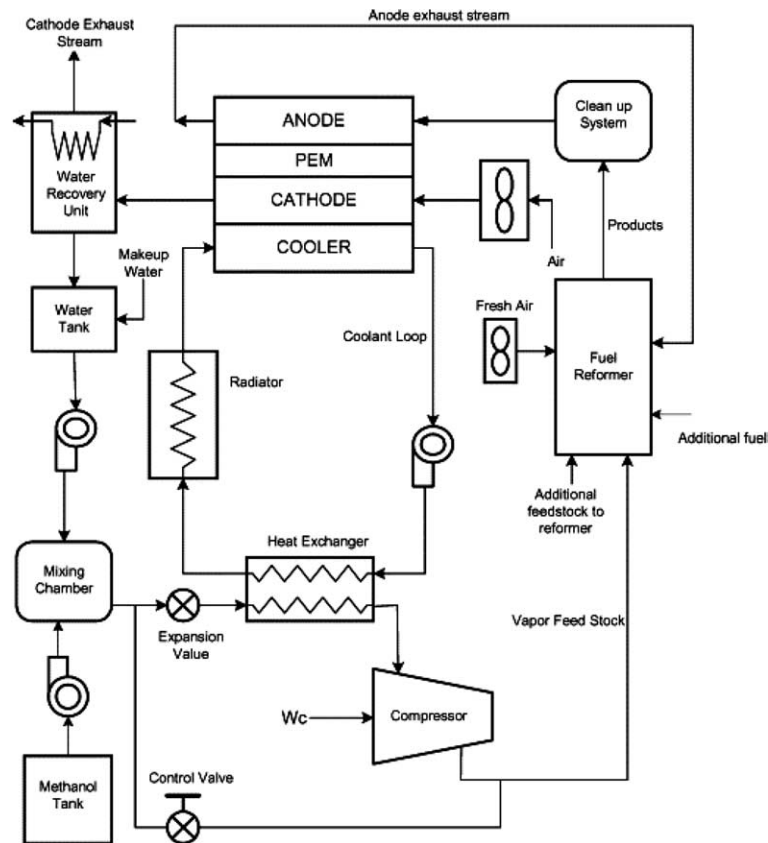 Anode exhaust stream
Cathode Exhaust
Stream
Clean up
System
ANODE
PEM
CATHODE
COOLER
Water
Recovery
Unit
Products
Air
Makeup
Water
Water
Tank
Fresh Air
Coolant Loop
Fuel
Reformer
Radiator
Additional fuel
Additional
feedstock to
reformer
Heat Exchanger
Mixing
Chamber
Vapor Feed Stock
Expansion
Value
Wc
Compressor
Control Valve
Methanol
Tank